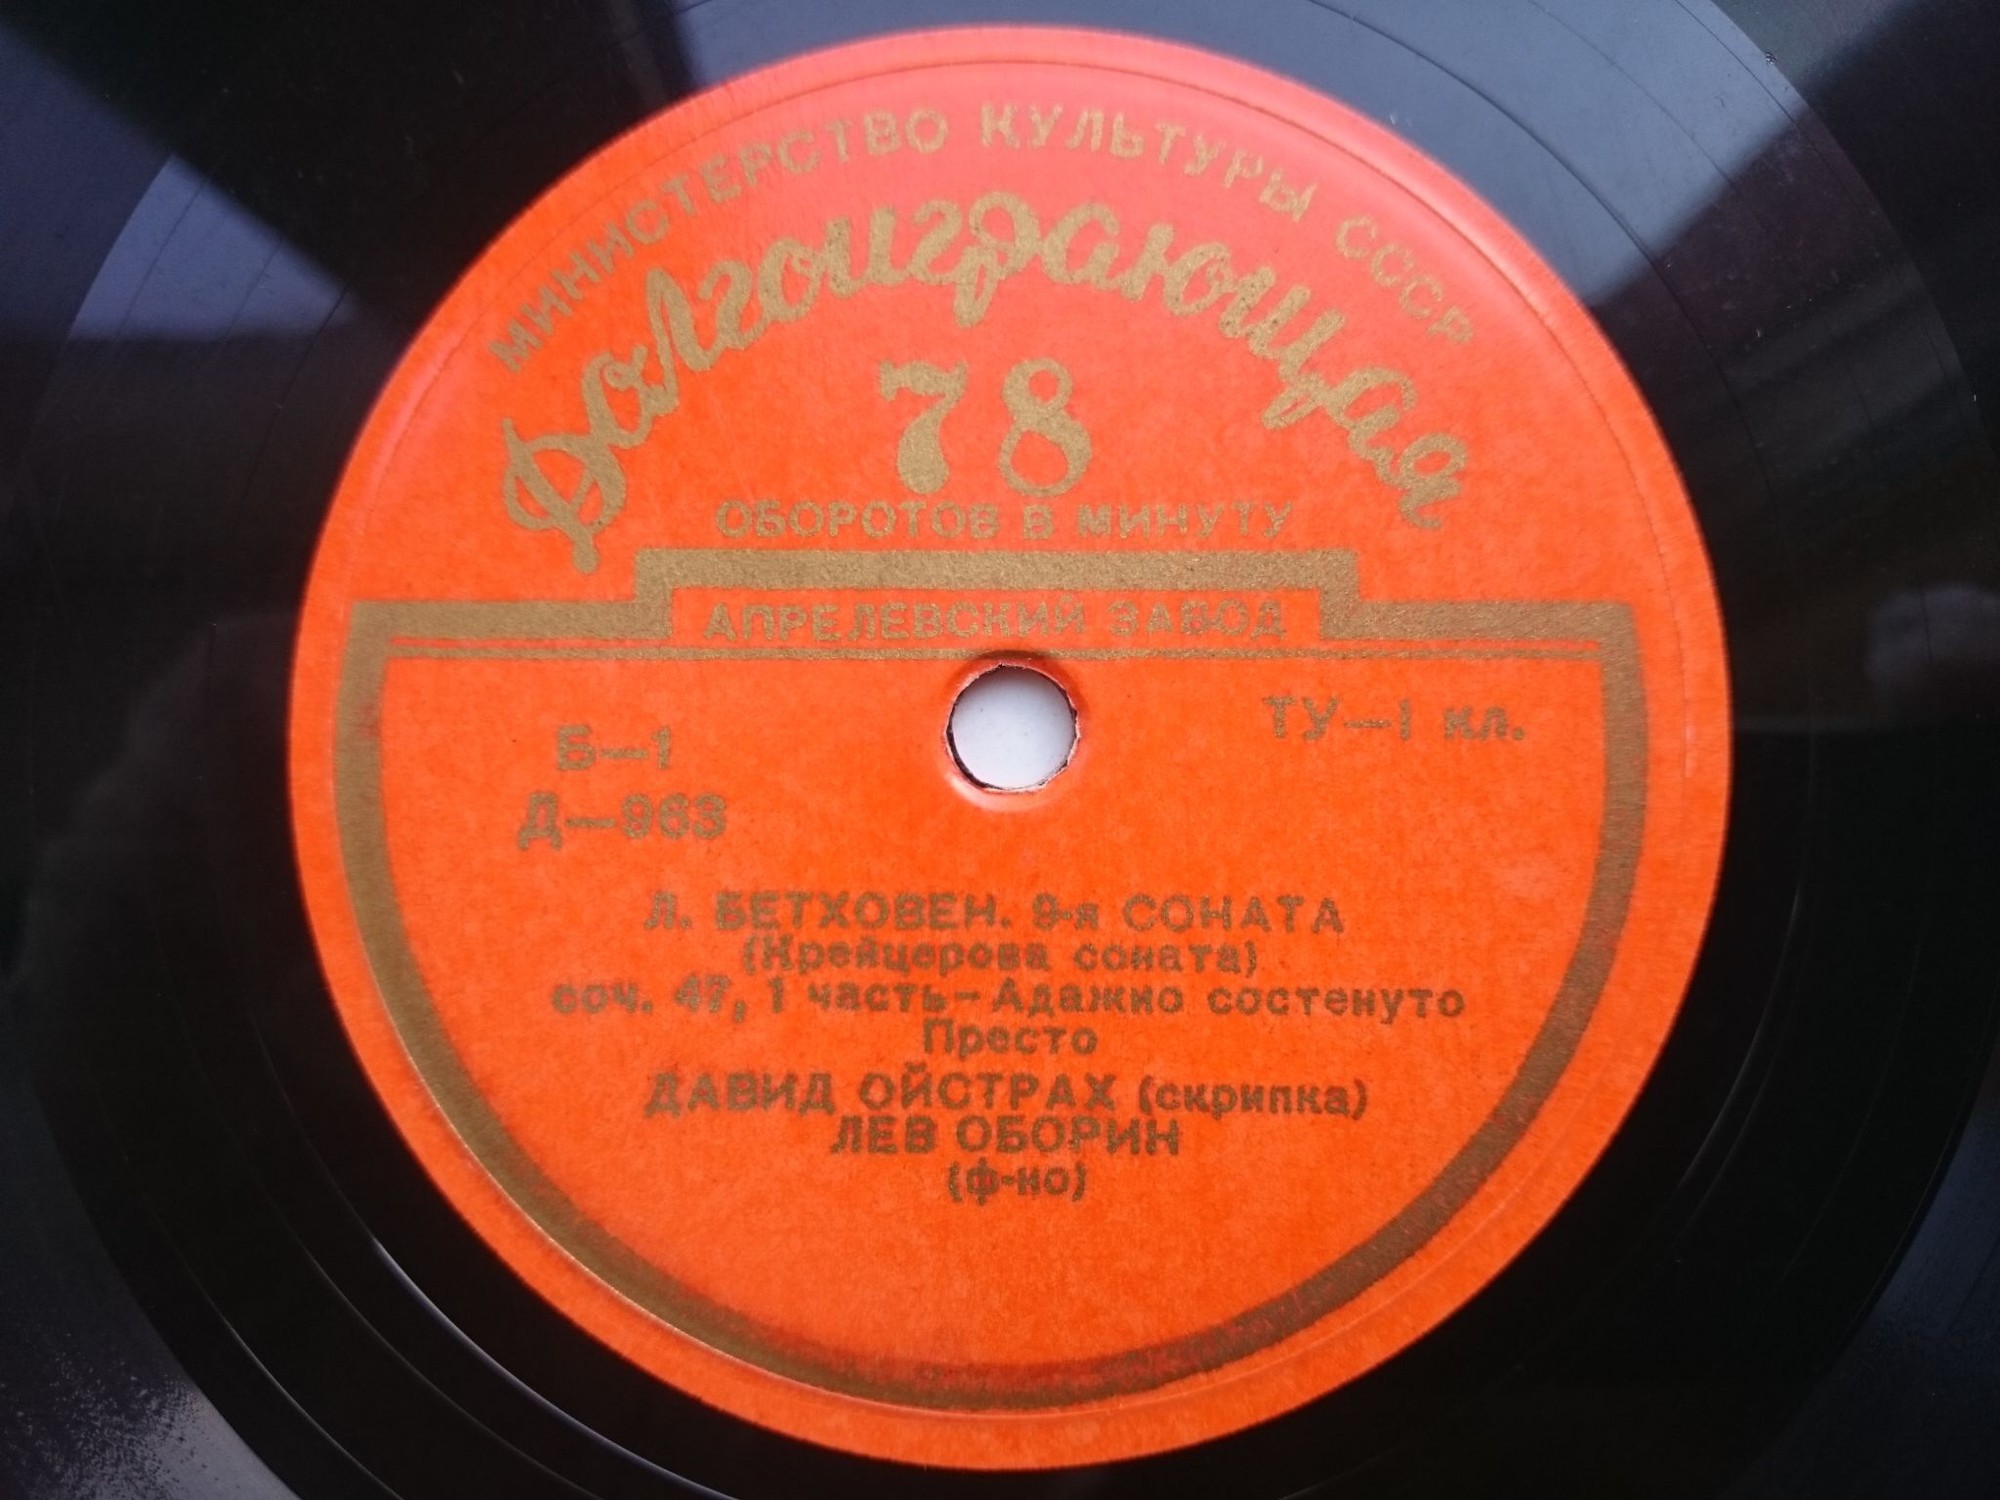 МИНИСТЕРСТВО КУЛЬТУРЫ СССР
Долгоиграющая
78
ОБОРОТОВ В МИНУТУ
АПРЕЛЕВСКИЙ ЗАВОД
Б—1
ТУ—1 кл.
Д—963
Л. БЕТХОВЕН. 9-я СОНАТА
(Крейцерова соната)
соч. 47, 1 часть – Адажио состенуто
Престо
ДАВИД ОЙСТРАХ (скрипка)
ЛЕВ ОБОРИН
(ф-но)